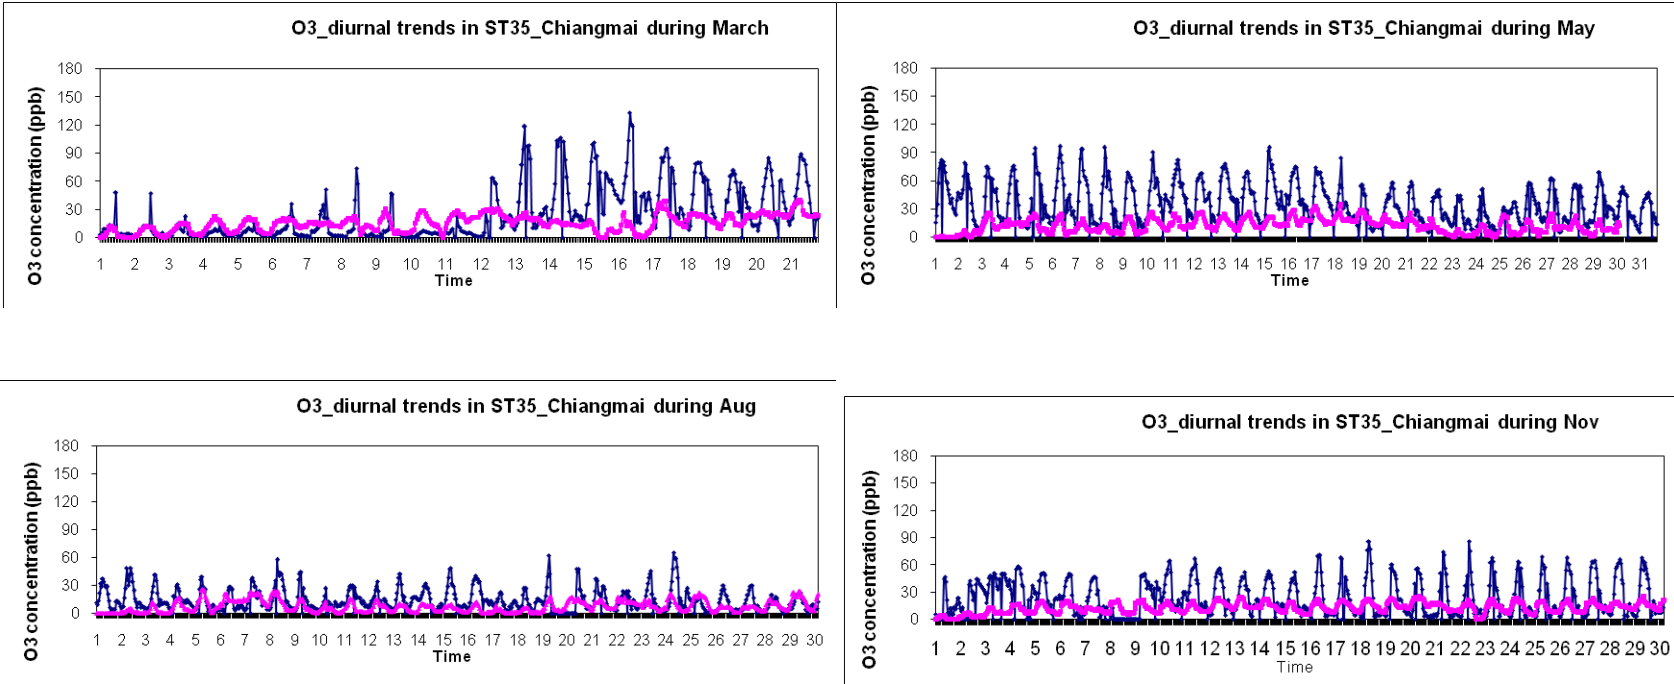 O3_diurnal trends in ST35_Chiangmai during March
O3 concentration (ppb)
180
150
120
90
60
30
0
1 2 3 4 5 6 7 8 9 10 11 12 13 14 15 16 17 18 19 20 21
Time
O3_diurnal trends in ST35_Chiangmai during May
O3 concentration (ppb)
180
150
120
90
60
30
0
1 2 3 4 5 6 7 8 9 10 11 12 13 14 15 16 17 18 19 20 21 22 23 24 25 26 27 28 29 30 31
Time
O3_diurnal trends in ST35_Chiangmai during Aug
O3 concentration (ppb)
180
150
120
90
60
30
0
1 2 3 4 5 6 7 8 9 10 11 12 13 14 15 16 17 18 19 20 21 22 23 24 25 26 27 28 29 30
Time
O3_diurnal trends in ST35_Chiangmai during Nov
O3 concentration (ppb)
180
150
120
90
60
30
0
1 2 3 4 5 6 7 8 9 10 11 12 13 14 15 16 17 18 19 20 21 22 23 24 25 26 27 28 29 30
Time